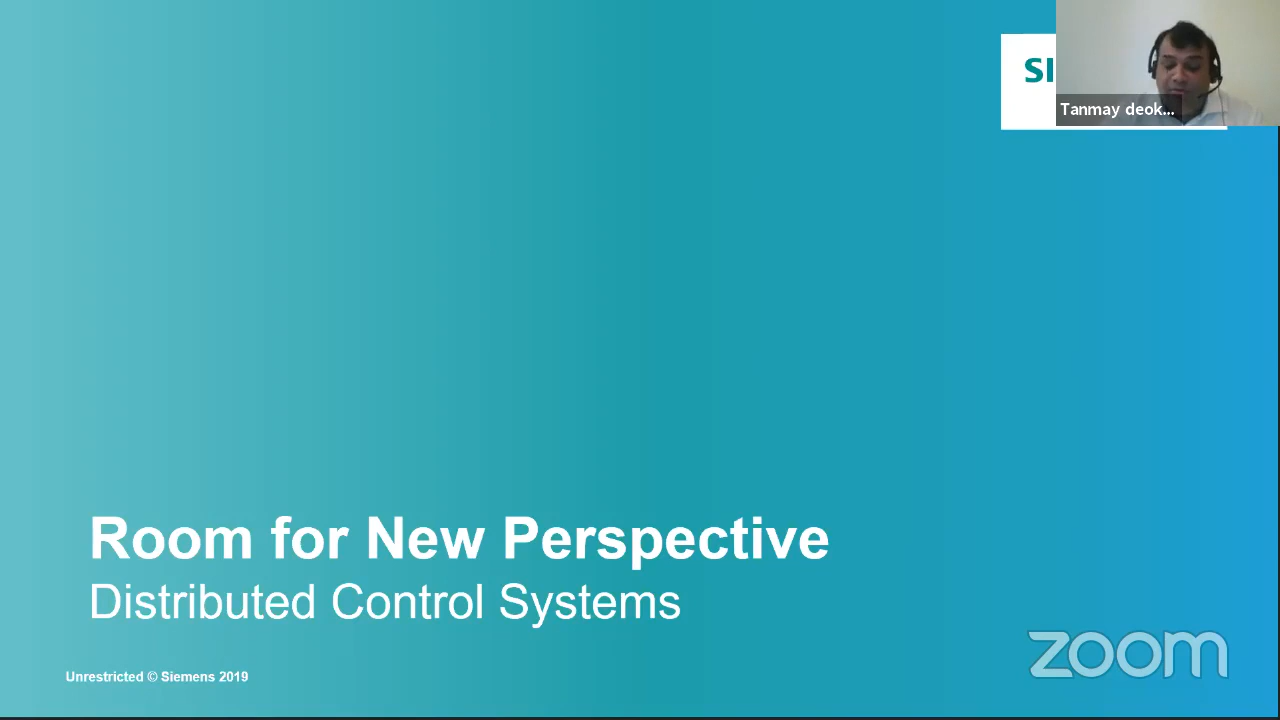 SI
Tanmay deok...
Room for New Perspective
Distributed Control Systems
Unrestricted © Siemens 2019
zoom